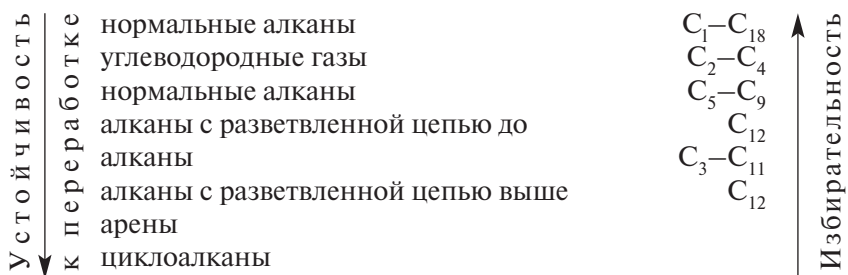 Устойчивость
к переработке
нормальные алканы C₁–C₁₈
углеводородные газы C₂–C₄
нормальные алканы C₅–C₉
алканы с разветвленной цепью до C₁₂
алканы C₃–C₁₁
алканы с разветвленной цепью выше C₁₂
арены
циклоалканы
Избирательность